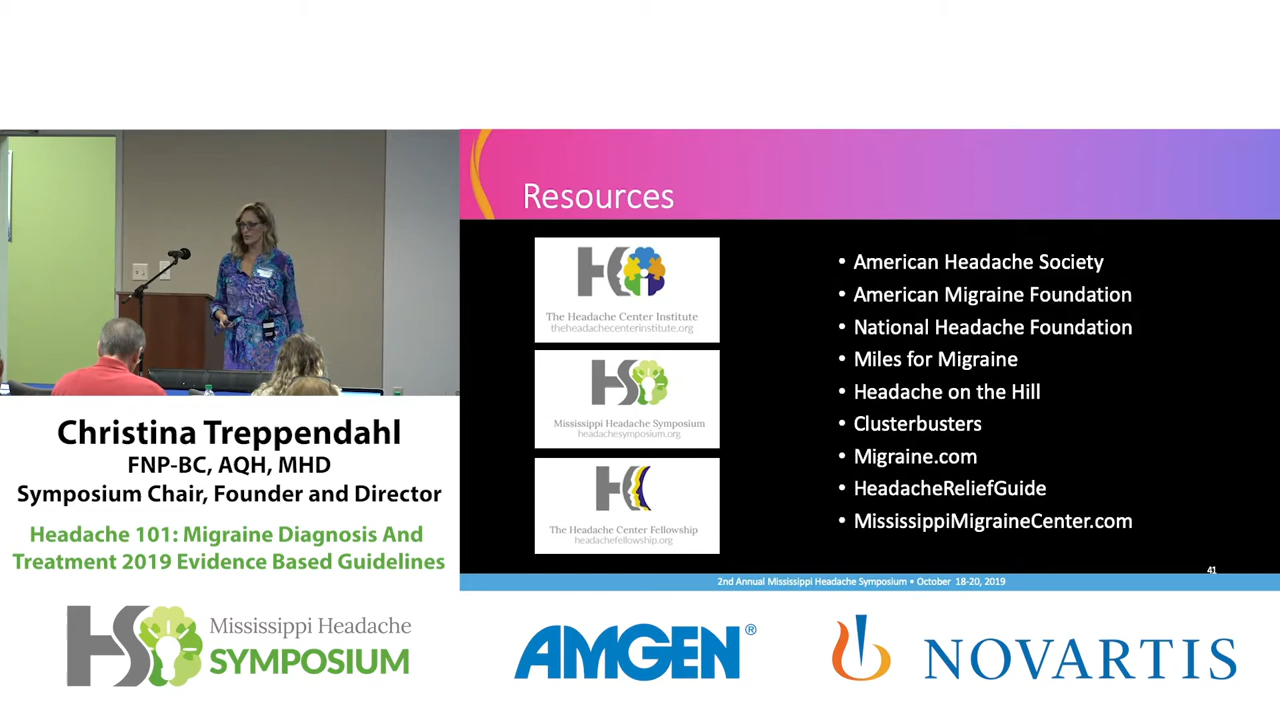 Resources
HC
The Headache Center Institute
theheadachecenterinstitute.org
HS
Mississippi Headache Symposium
headachesymposium.org
HC
The Headache Center Fellowship
headachefellowship.org
• American Headache Society
• American Migraine Foundation
• National Headache Foundation
• Miles for Migraine
• Headache on the Hill
• Clusterbusters
• Migraine.com
• HeadacheReliefGuide
• MississippiMigraineCenter.com
41
2nd Annual Mississippi Headache Symposium • October 18-20, 2019
Christina Treppendahl
FNP-BC, AQH, MHD
Symposium Chair, Founder and Director
Headache 101: Migraine Diagnosis And
Treatment 2019 Evidence Based Guidelines
HS
Mississippi Headache
SYMPOSIUM
AMGEN®
NOVARTIS